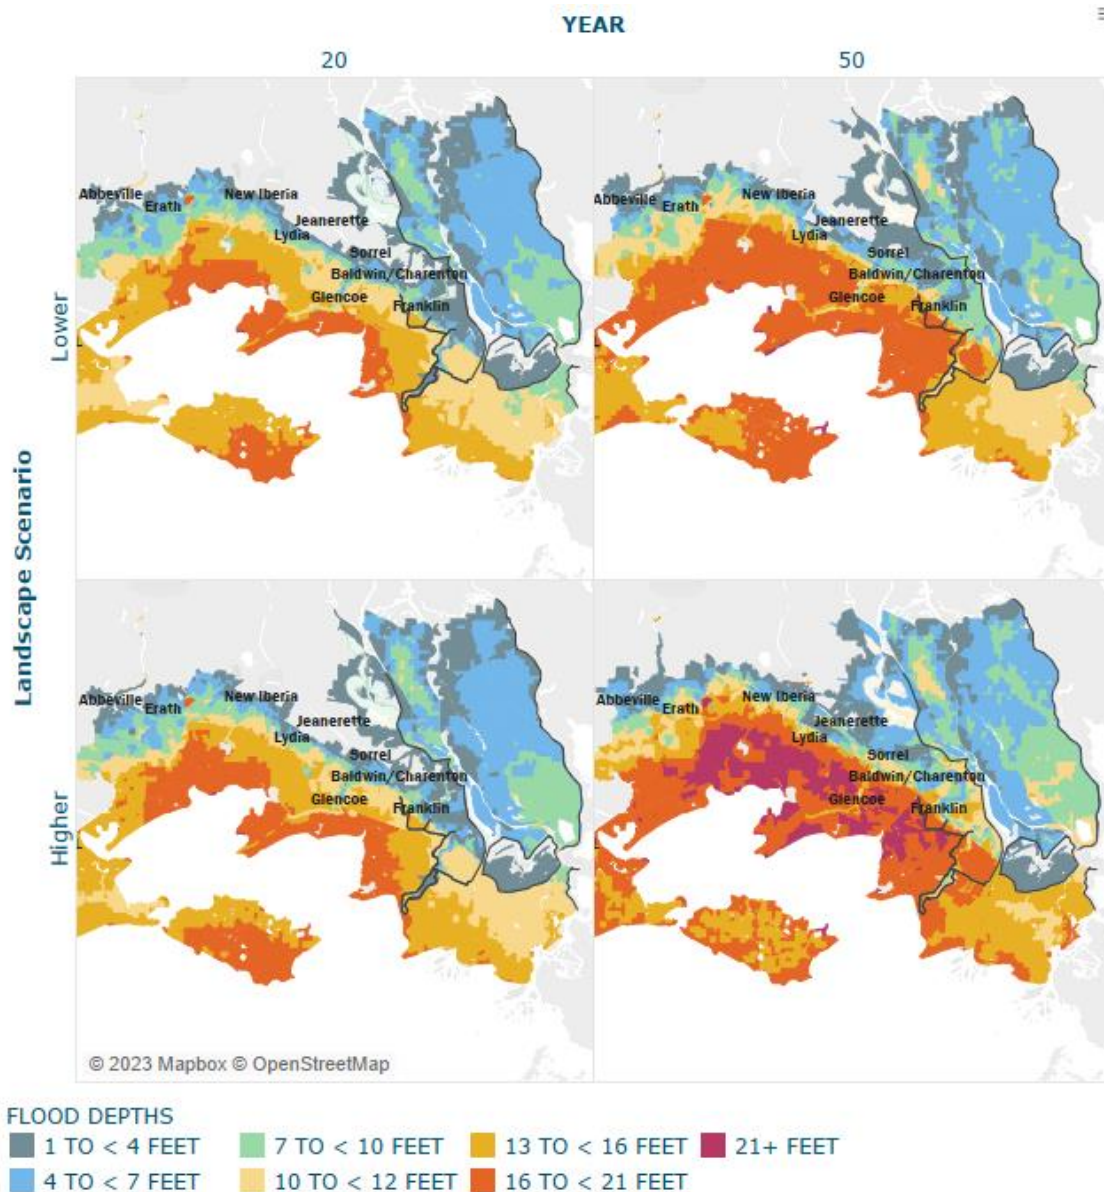 YEAR
20 50
Landscape Scenario
Lower
Abbeville
Erath
New Iberia
Jeanerette
Lydia
Sorrel
Baldwin/Charenton
Glencoe
Franklin
Abbeville
Erath
New Iberia
Jeanerette
Lydia
Sorrel
Baldwin/Charenton
Glencoe
Franklin
Higher
Abbeville
Erath
New Iberia
Jeanerette
Lydia
Sorrel
Baldwin/Charenton
Glencoe
Franklin
© 2023 Mapbox © OpenStreetMap
Abbeville
Erath
New Iberia
Jeanerette
Lydia
Sorrel
Baldwin/Charenton
Glencoe
Franklin
FLOOD DEPTHS
1 TO < 4 FEET 7 TO < 10 FEET 13 TO < 16 FEET 21+ FEET
4 TO < 7 FEET 10 TO < 12 FEET 16 TO < 21 FEET